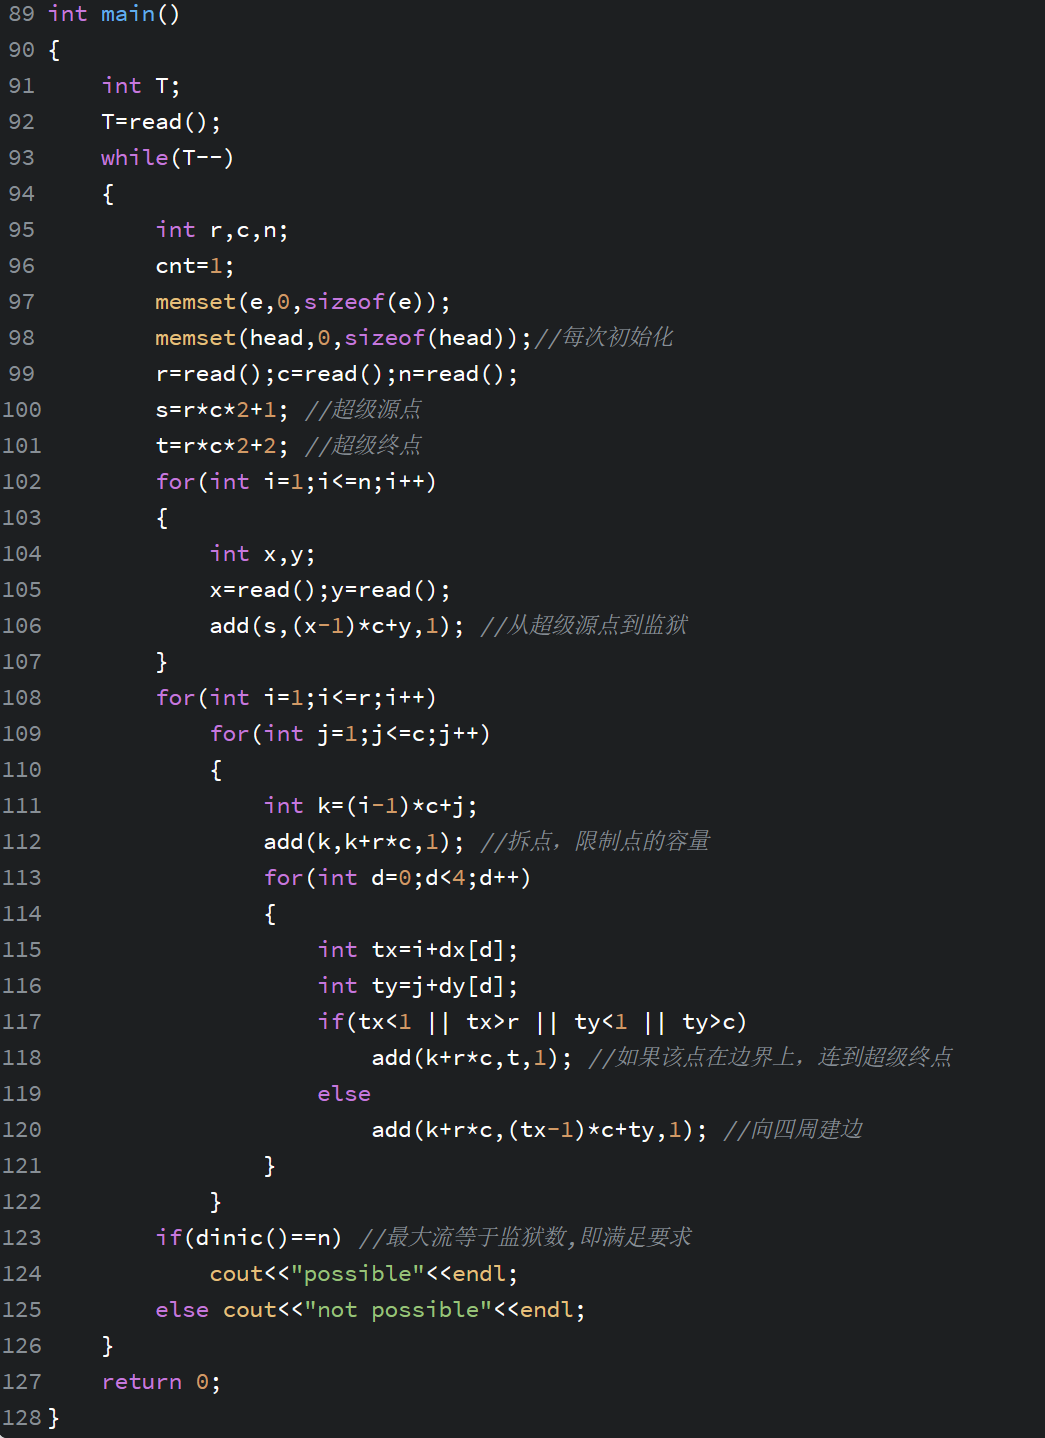 89 int main()
90 {
91     int T;
92     T=read();
93     while(T--)
94     {
95         int r,c,n;
96         cnt=1;
97         memset(e,0,sizeof(e));
98         memset(head,0,sizeof(head));//每次初始化
99         r=read();c=read();n=read();
100         s=r*c*2+1; //超级源点
101         t=r*c*2+2; //超级终点
102         for(int i=1;i<=n;i++)
103         {
104             int x,y;
105             x=read();y=read();
106             add(s,(x-1)*c+y,1); //从超级源点到监狱
107         }
108         for(int i=1;i<=r;i++)
109             for(int j=1;j<=c;j++)
110             {
111                 int k=(i-1)*c+j;
112                 add(k,k+r*c,1); //拆点，限制点的容量
113                 for(int d=0;d<4;d++)
114                 {
115                     int tx=i+dx[d];
116                     int ty=j+dy[d];
117                     if(tx<1 || tx>r || ty<1 || ty>c)
118                         add(k+r*c,t,1); //如果该点在边界上，连到超级终点
119                     else
120                         add(k+r*c,(tx-1)*c+ty,1); //向四周建边
121                 }
122             }
123         if(dinic()==n) //最大流等于监狱数,即满足要求
124             cout<<"possible"<<endl;
125         else cout<<"not possible"<<endl;
126     }
127     return 0;
128 }